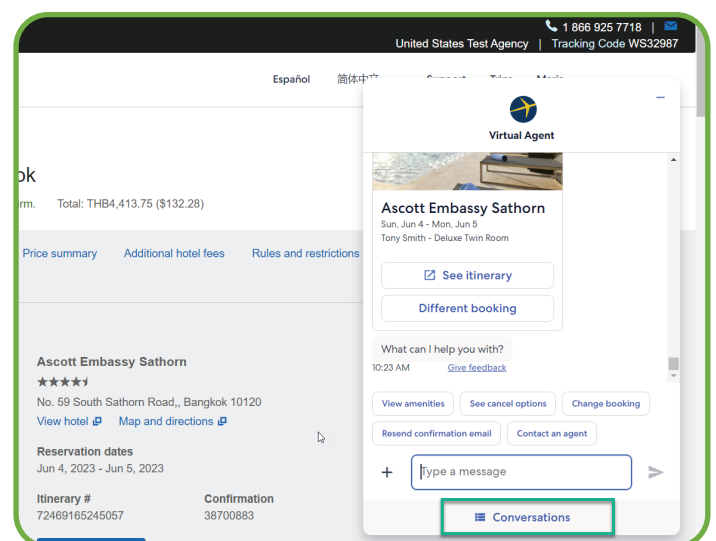 1 866 925 7718 |
United States Test Agency | Tracking Code WS32987
Español 简体中文
ok
irm. Total: THB4,413.75 ($132.28)
Price summary Additional hotel fees Rules and restrictions
Ascott Embassy Sathorn
No. 59 South Sathorn Road,, Bangkok 10120
View hotel Map and directions
Reservation dates
Jun 4, 2023 - Jun 5, 2023
Itinerary # Confirmation
72469165245057 38700883
Virtual Agent
Ascott Embassy Sathorn
Sun, Jun 4 - Mon, Jun 5
Tony Smith - Deluxe Twin Room
See itinerary
Different booking
What can I help you with?
10:23 AM Give feedback
View amenities See cancel options Change booking
Resend confirmation email Contact an agent
+ Type a message
Conversations